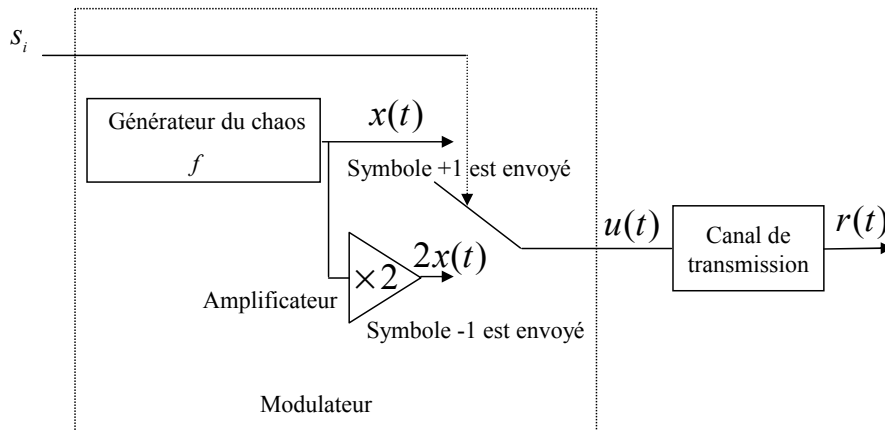 s_i
Générateur du chaos
f
x(t)
Symbole +1 est envoyé
u(t)
Canal de
transmission
r(t)
×2
2x(t)
Amplificateur
Symbole -1 est envoyé
Modulateur